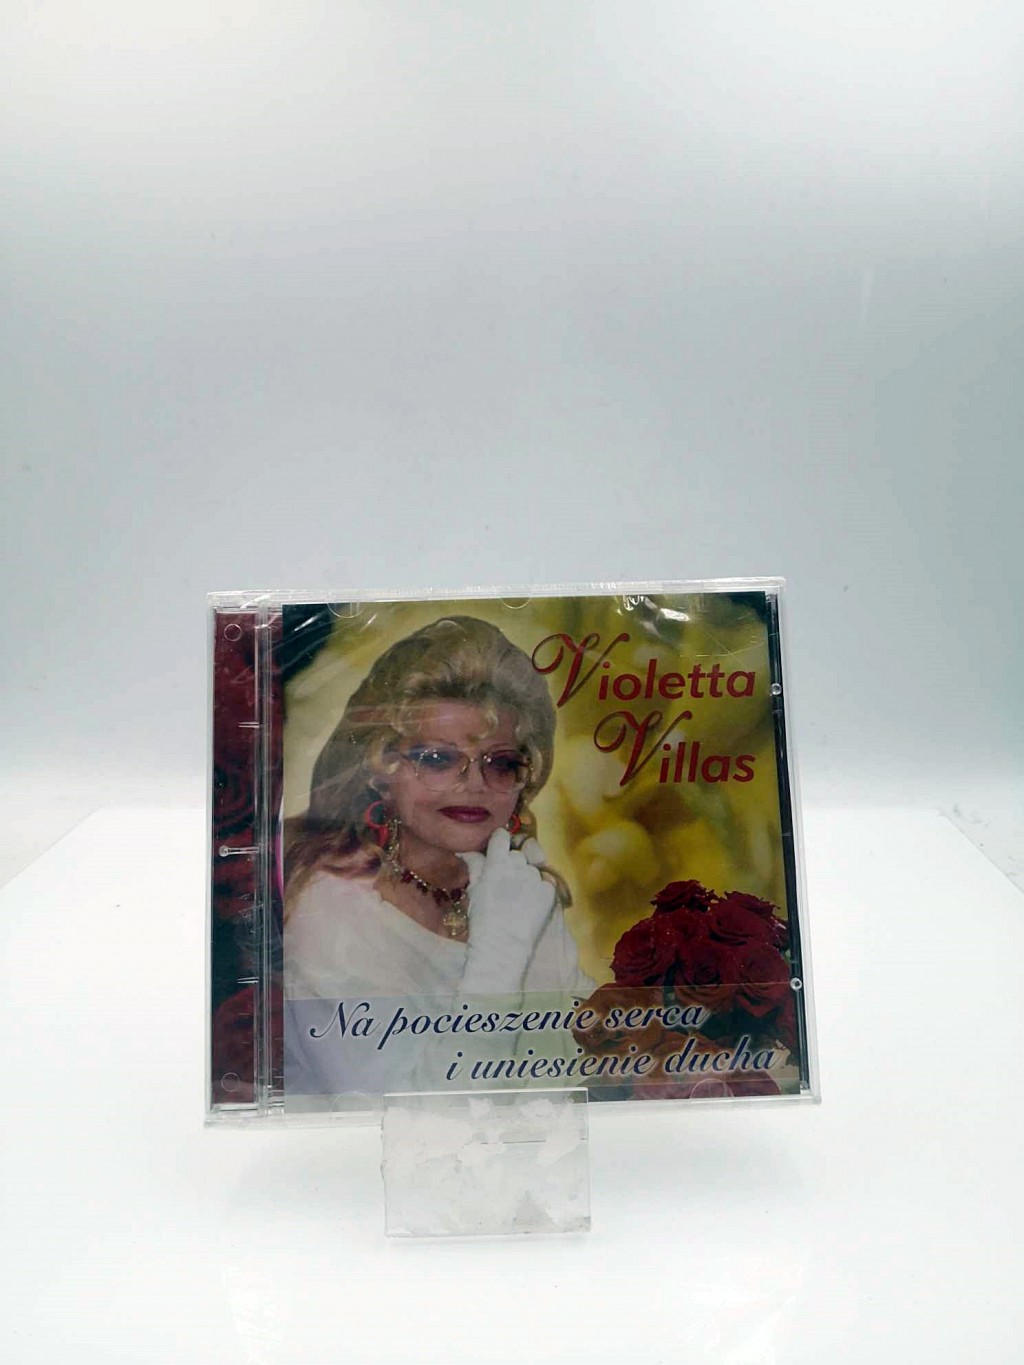 Violetta
Villas
Na pocieszenie serca
i uniesienie ducha